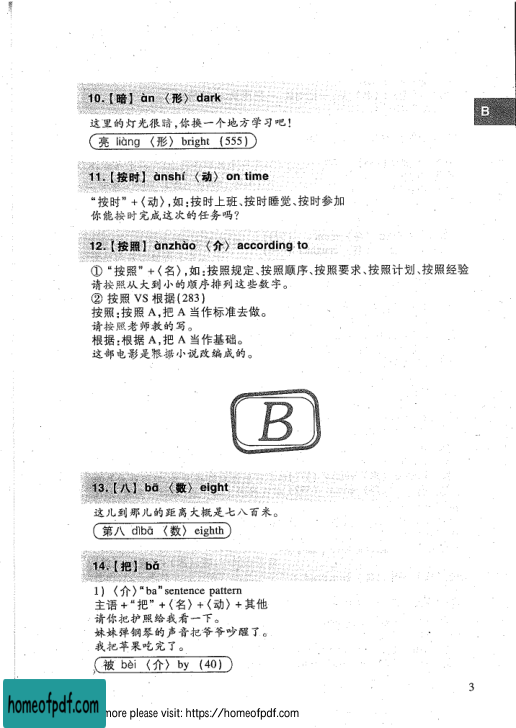 10.【暗】àn 〈形〉dark
B
这里的灯光很暗,你换一个地方学习吧!
亮 liàng 〈形〉bright (555)
11.【按时】ànshí 〈动〉on time
“按时”+〈动〉,如:按时上班、按时睡觉、按时参加
你能按时完成这次的任务吗?
12.【按照】ànzhào 〈介〉according to
①“按照”+〈名〉,如:按照规定、按照顺序、按照要求、按照计划、按照经验
请按照从大到小的顺序排列这些数字。
② 按照 VS 根据(283)
按照:按照 A,把 A 当作标准去做。
请按照老师教的写。
根据:根据 A,把 A 当作基础。
这部电影是根据小说改编成的。
B
13.【八】bā 〈数〉eight
这儿到那儿的距离大概是七八百米。
第八 dìbā 〈数〉eighth
14.【把】bǎ
1) 〈介〉“ba” sentence pattern
主语+“把”+〈名〉+〈动〉+其他
请你把护照给我看一下。
妹妹弹钢琴的声音把爷爷吵醒了。
我把苹果吃完了。
被 bèi 〈介〉by (40)
3
homeofpdf.com
more please visit: https://homeofpdf.com